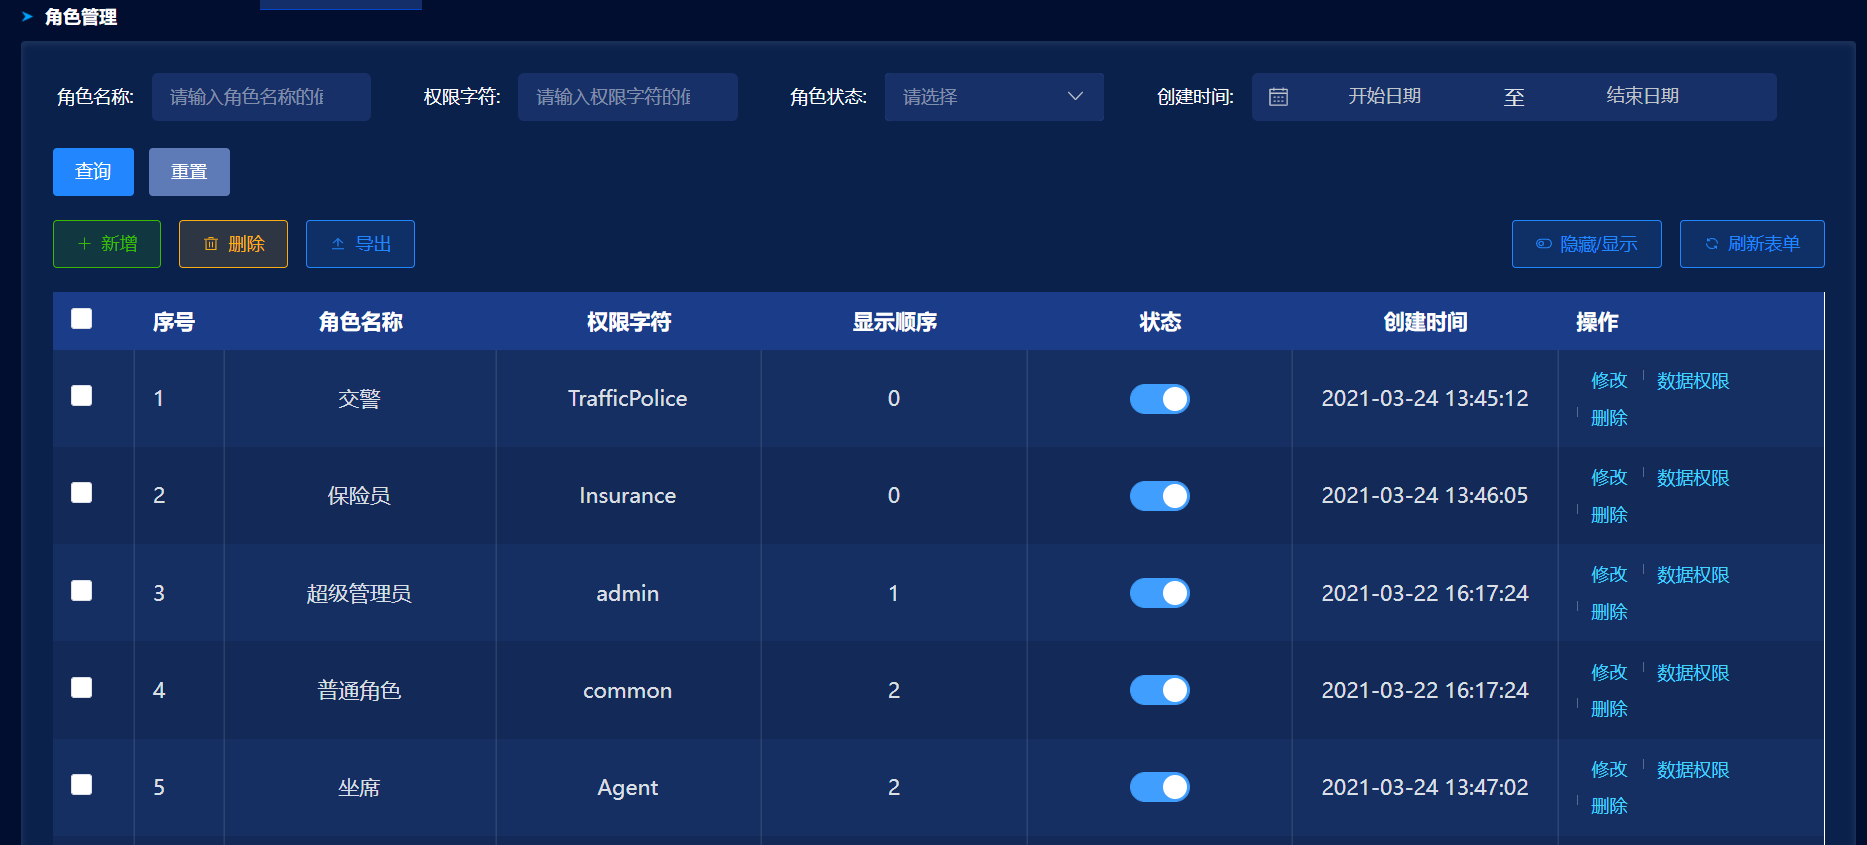 角色管理
角色名称: 请输入角色名称的 权限字符: 请输入权限字符的 角色状态: 请选择 创建时间: 开始日期 至 结束日期
查询 重置
新增 删除 导出 隐藏/显示 刷新表单
序号 角色名称 权限字符 显示顺序 状态 创建时间 操作
1 交警 TrafficPolice 0 2021-03-24 13:45:12 修改 数据权限
删除
2 保险员 Insurance 0 2021-03-24 13:46:05 修改 数据权限
删除
3 超级管理员 admin 1 2021-03-22 16:17:24 修改 数据权限
删除
4 普通角色 common 2 2021-03-22 16:17:24 修改 数据权限
删除
5 坐席 Agent 2 2021-03-24 13:47:02 修改 数据权限
删除